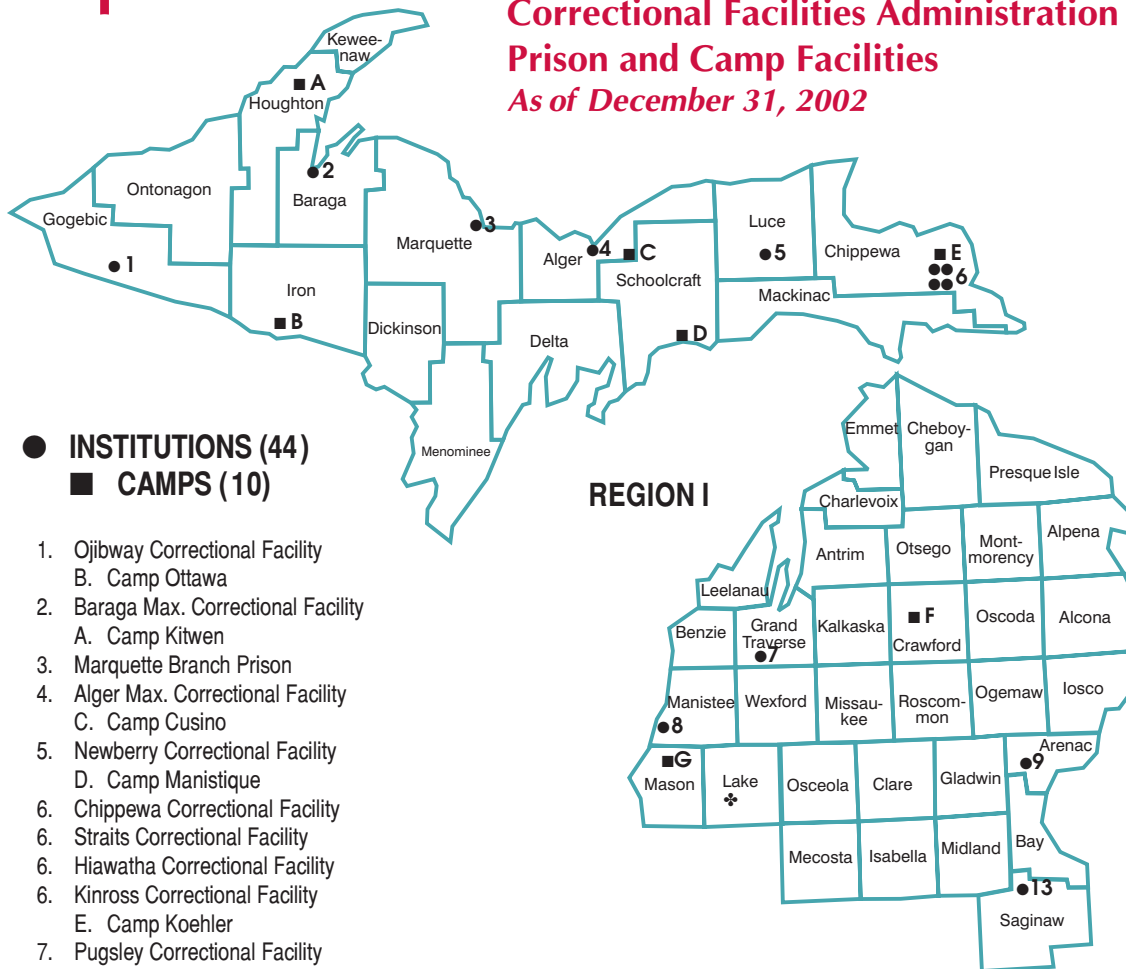 Correctional Facilities Administration
Prison and Camp Facilities
As of December 31, 2002
Kewee-
naw
A
Houghton
2
Baraga
Ontonagon
Gogebic
1
3
Marquette
4
C
Alger
Luce
5
Chippewa
E
6
Schoolcraft
Mackinac
Iron
B
Dickinson
D
Delta
Menominee
INSTITUTIONS (44)
CAMPS (10)
REGION I
1. Ojibway Correctional Facility
B. Camp Ottawa
2. Baraga Max. Correctional Facility
A. Camp Kitwen
3. Marquette Branch Prison
4. Alger Max. Correctional Facility
C. Camp Cusino
5. Newberry Correctional Facility
D. Camp Manistique
6. Chippewa Correctional Facility
6. Straits Correctional Facility
6. Hiawatha Correctional Facility
6. Kinross Correctional Facility
E. Camp Koehler
7. Pugsley Correctional Facility
Emmet
Cheboy-
gan
Presque Isle
Charlevoix
Antrim
Otsego
Mont-
morency
Alpena
Leelanau
Benzie
Grand
Traverse
7
Kalkaska
F
Crawford
Oscoda
Alcona
Manistee
8
Wexford
Missau-
kee
Roscom-
mon
Ogemaw
Iosco
G
Mason
Lake
Osceola
Clare
Gladwin
Arenac
9
Mecosta
Isabella
Midland
Bay
13
Saginaw